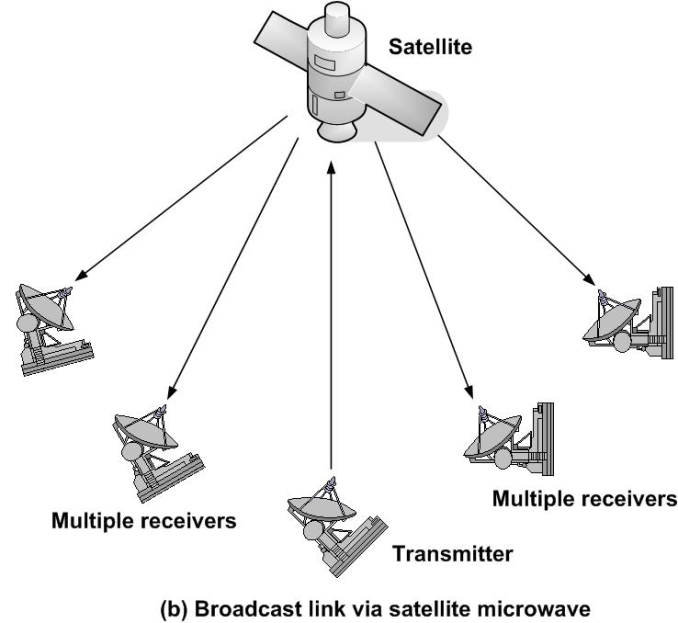 Satellite
Multiple receivers
Multiple receivers
Transmitter
(b) Broadcast link via satellite microwave